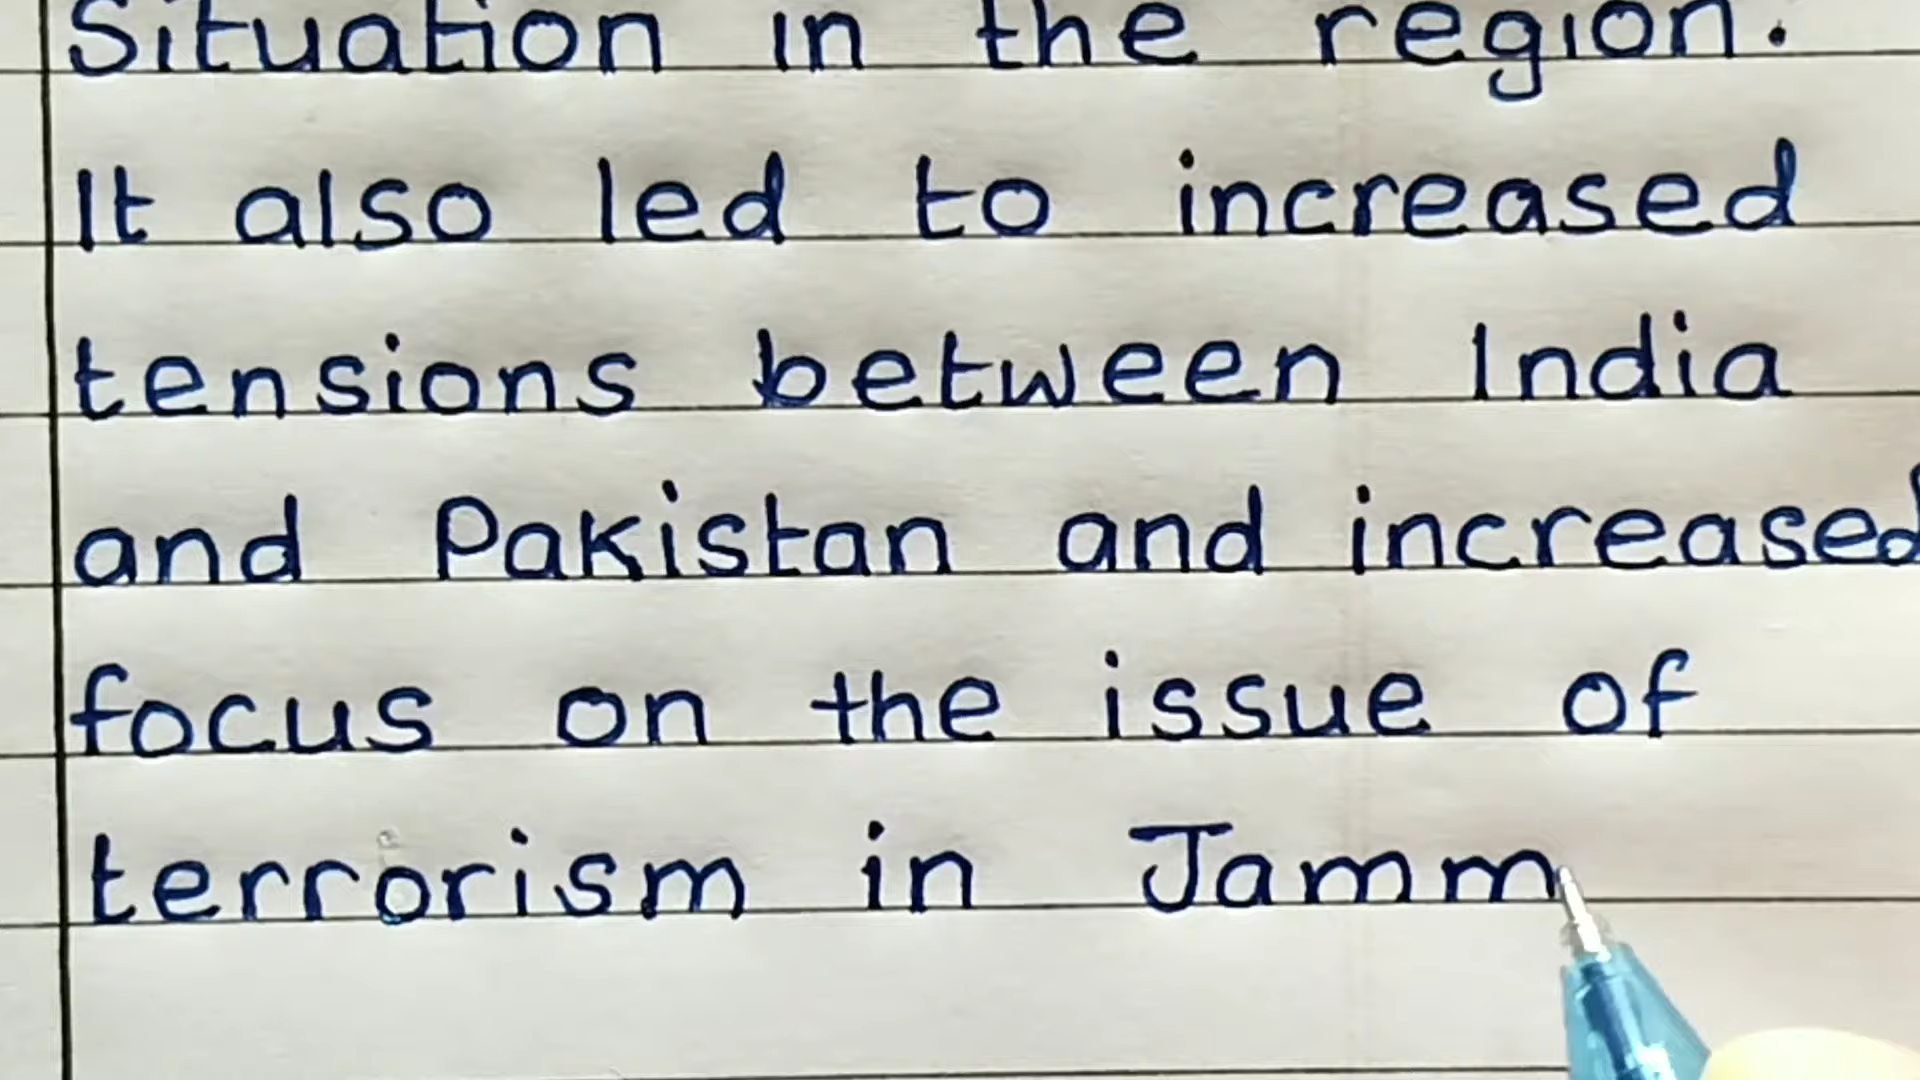 Situation in the region.
It also led to increased
tensions between India
and Pakistan and increased
focus on the issue of
terrorism in Jamm